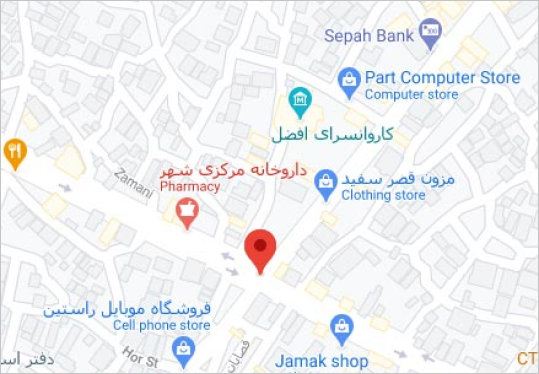 Sepah Bank
Part Computer Store
Computer store
کاروانسرای افضل
داروخانه مرکزی شهر
Pharmacy
Zamani
مزون قصر سفید
Clothing store
فروشگاه موبایل راستین
Cell phone store
Hor St
قصابان
Jamak shop
دفتر اس
CT